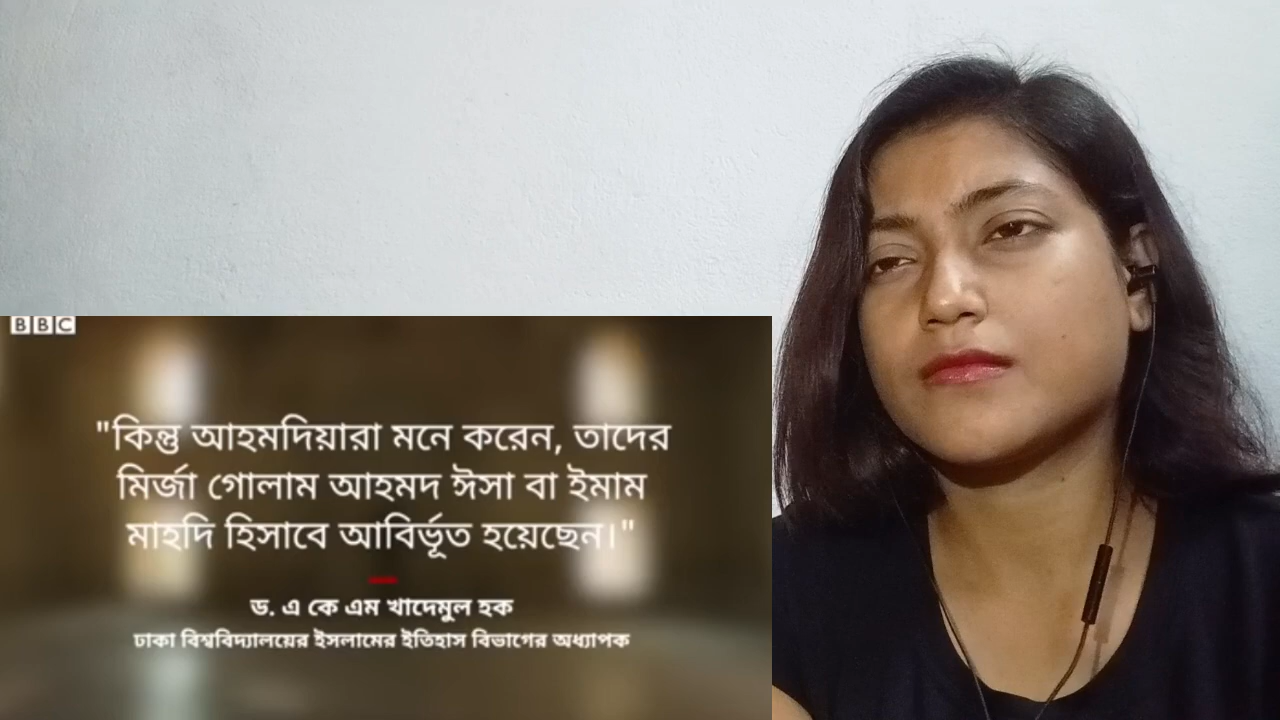 BBC
"কিন্তু আহমদিয়ারা মনে করেন, তাদের
মির্জা গোলাম আহমদ ঈসা বা ইমাম
মাহদি হিসাবে আবির্ভূত হয়েছেন।"
ড. এ কে এম খাদেমুল হক
ঢাকা বিশ্ববিদ্যালয়ের ইসলামের ইতিহাস বিভাগের অধ্যাপক